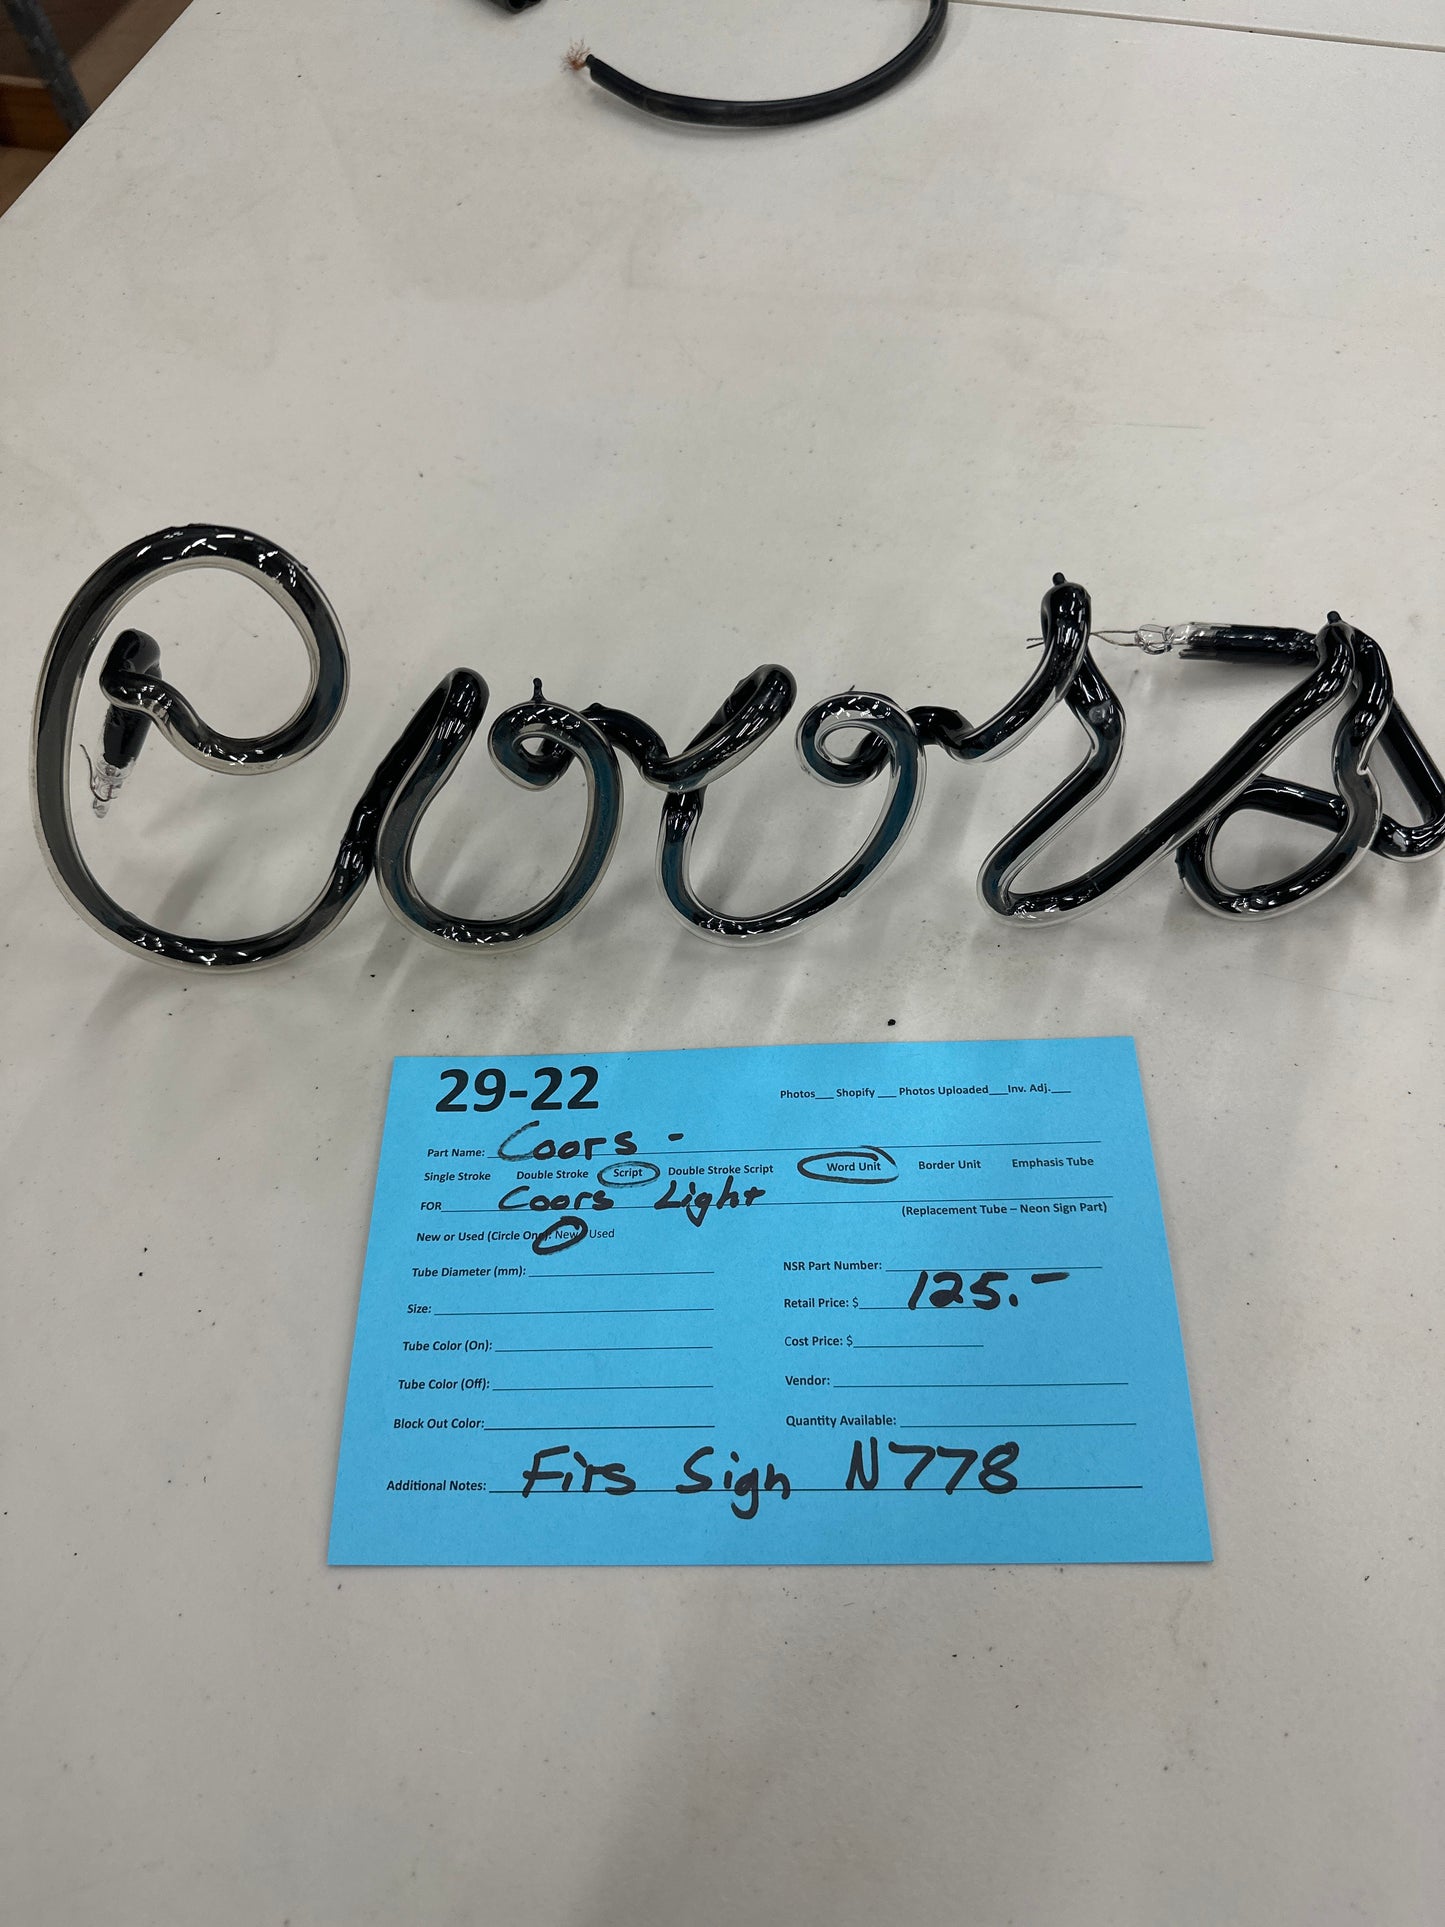 Coors
29-22
Photos___ Shopify ___ Photos Uploaded___Inv. Adj.___
Part Name: Coors -
Single Stroke Double Stroke Script Double Stroke Script Word Unit Border Unit Emphasis Tube
FOR Coors Light
(Replacement Tube – Neon Sign Part)
New or Used (Circle One): New Used
Tube Diameter (mm):
NSR Part Number:
Size:
Retail Price: $ 125.-
Tube Color (On):
Cost Price: $
Tube Color (Off):
Vendor:
Block Out Color:
Quantity Available:
Additional Notes: Fits Sign N778